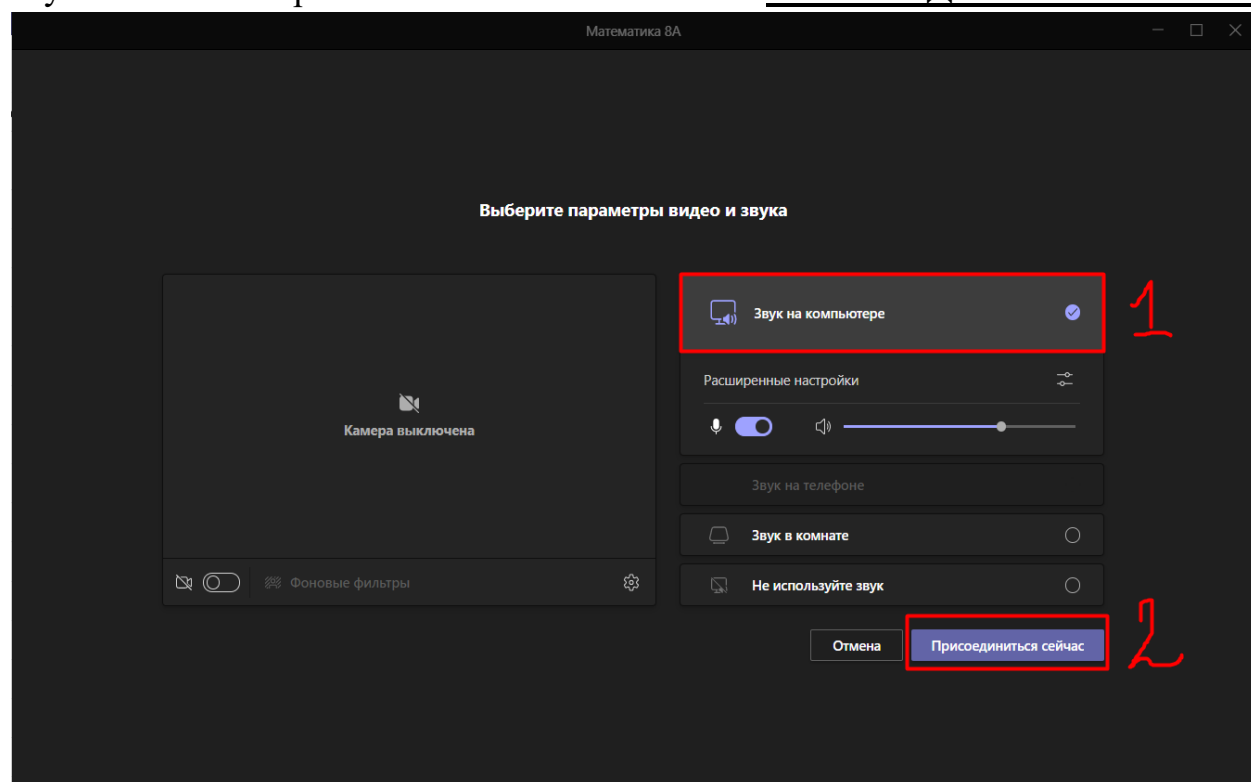 Математика 8А
Выберите параметры видео и звука
Звук на компьютере
1
Расширенные настройки
Камера выключена
Звук на телефоне
Звук в комнате
Фоновые фильтры
Не используйте звук
Отмена
Присоединиться сейчас
2